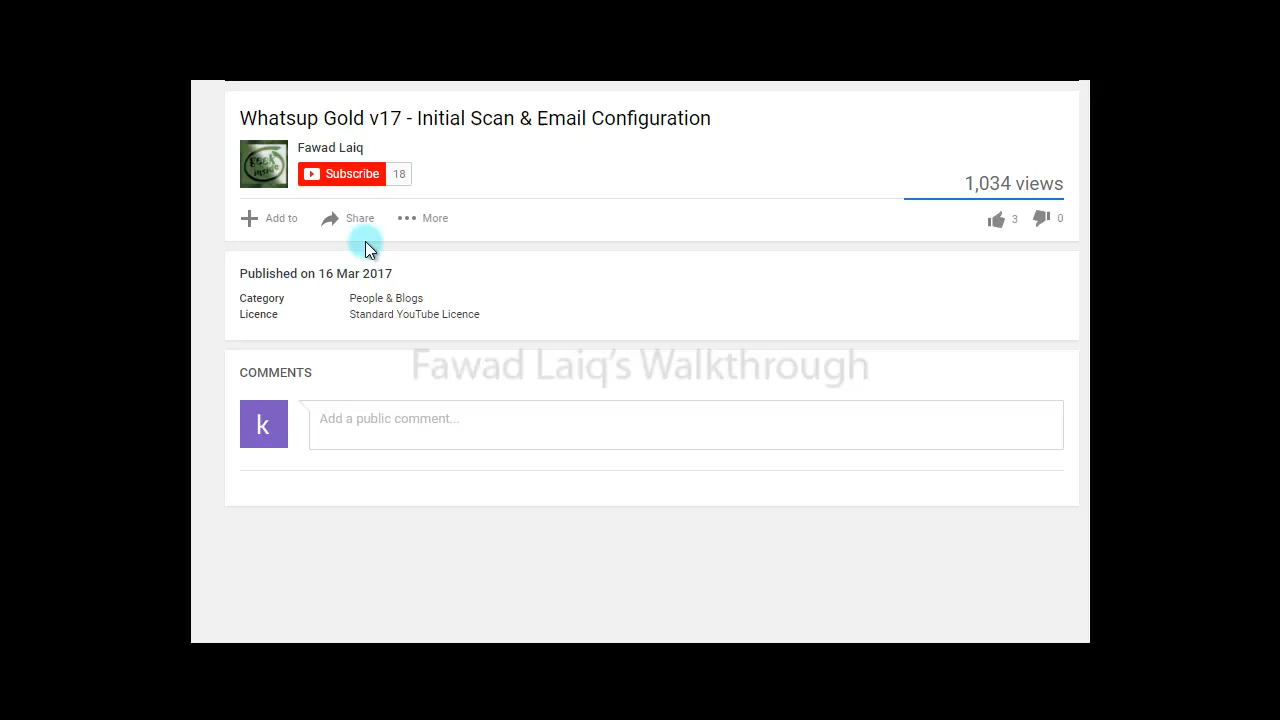 Whatsup Gold v17 - Initial Scan & Email Configuration
Fawad Laiq
Subscribe 18
1,034 views
Add to Share More 3 0
Published on 16 Mar 2017
Category People & Blogs
Licence Standard YouTube Licence
Fawad Laiq's Walkthrough
COMMENTS
k
Add a public comment...